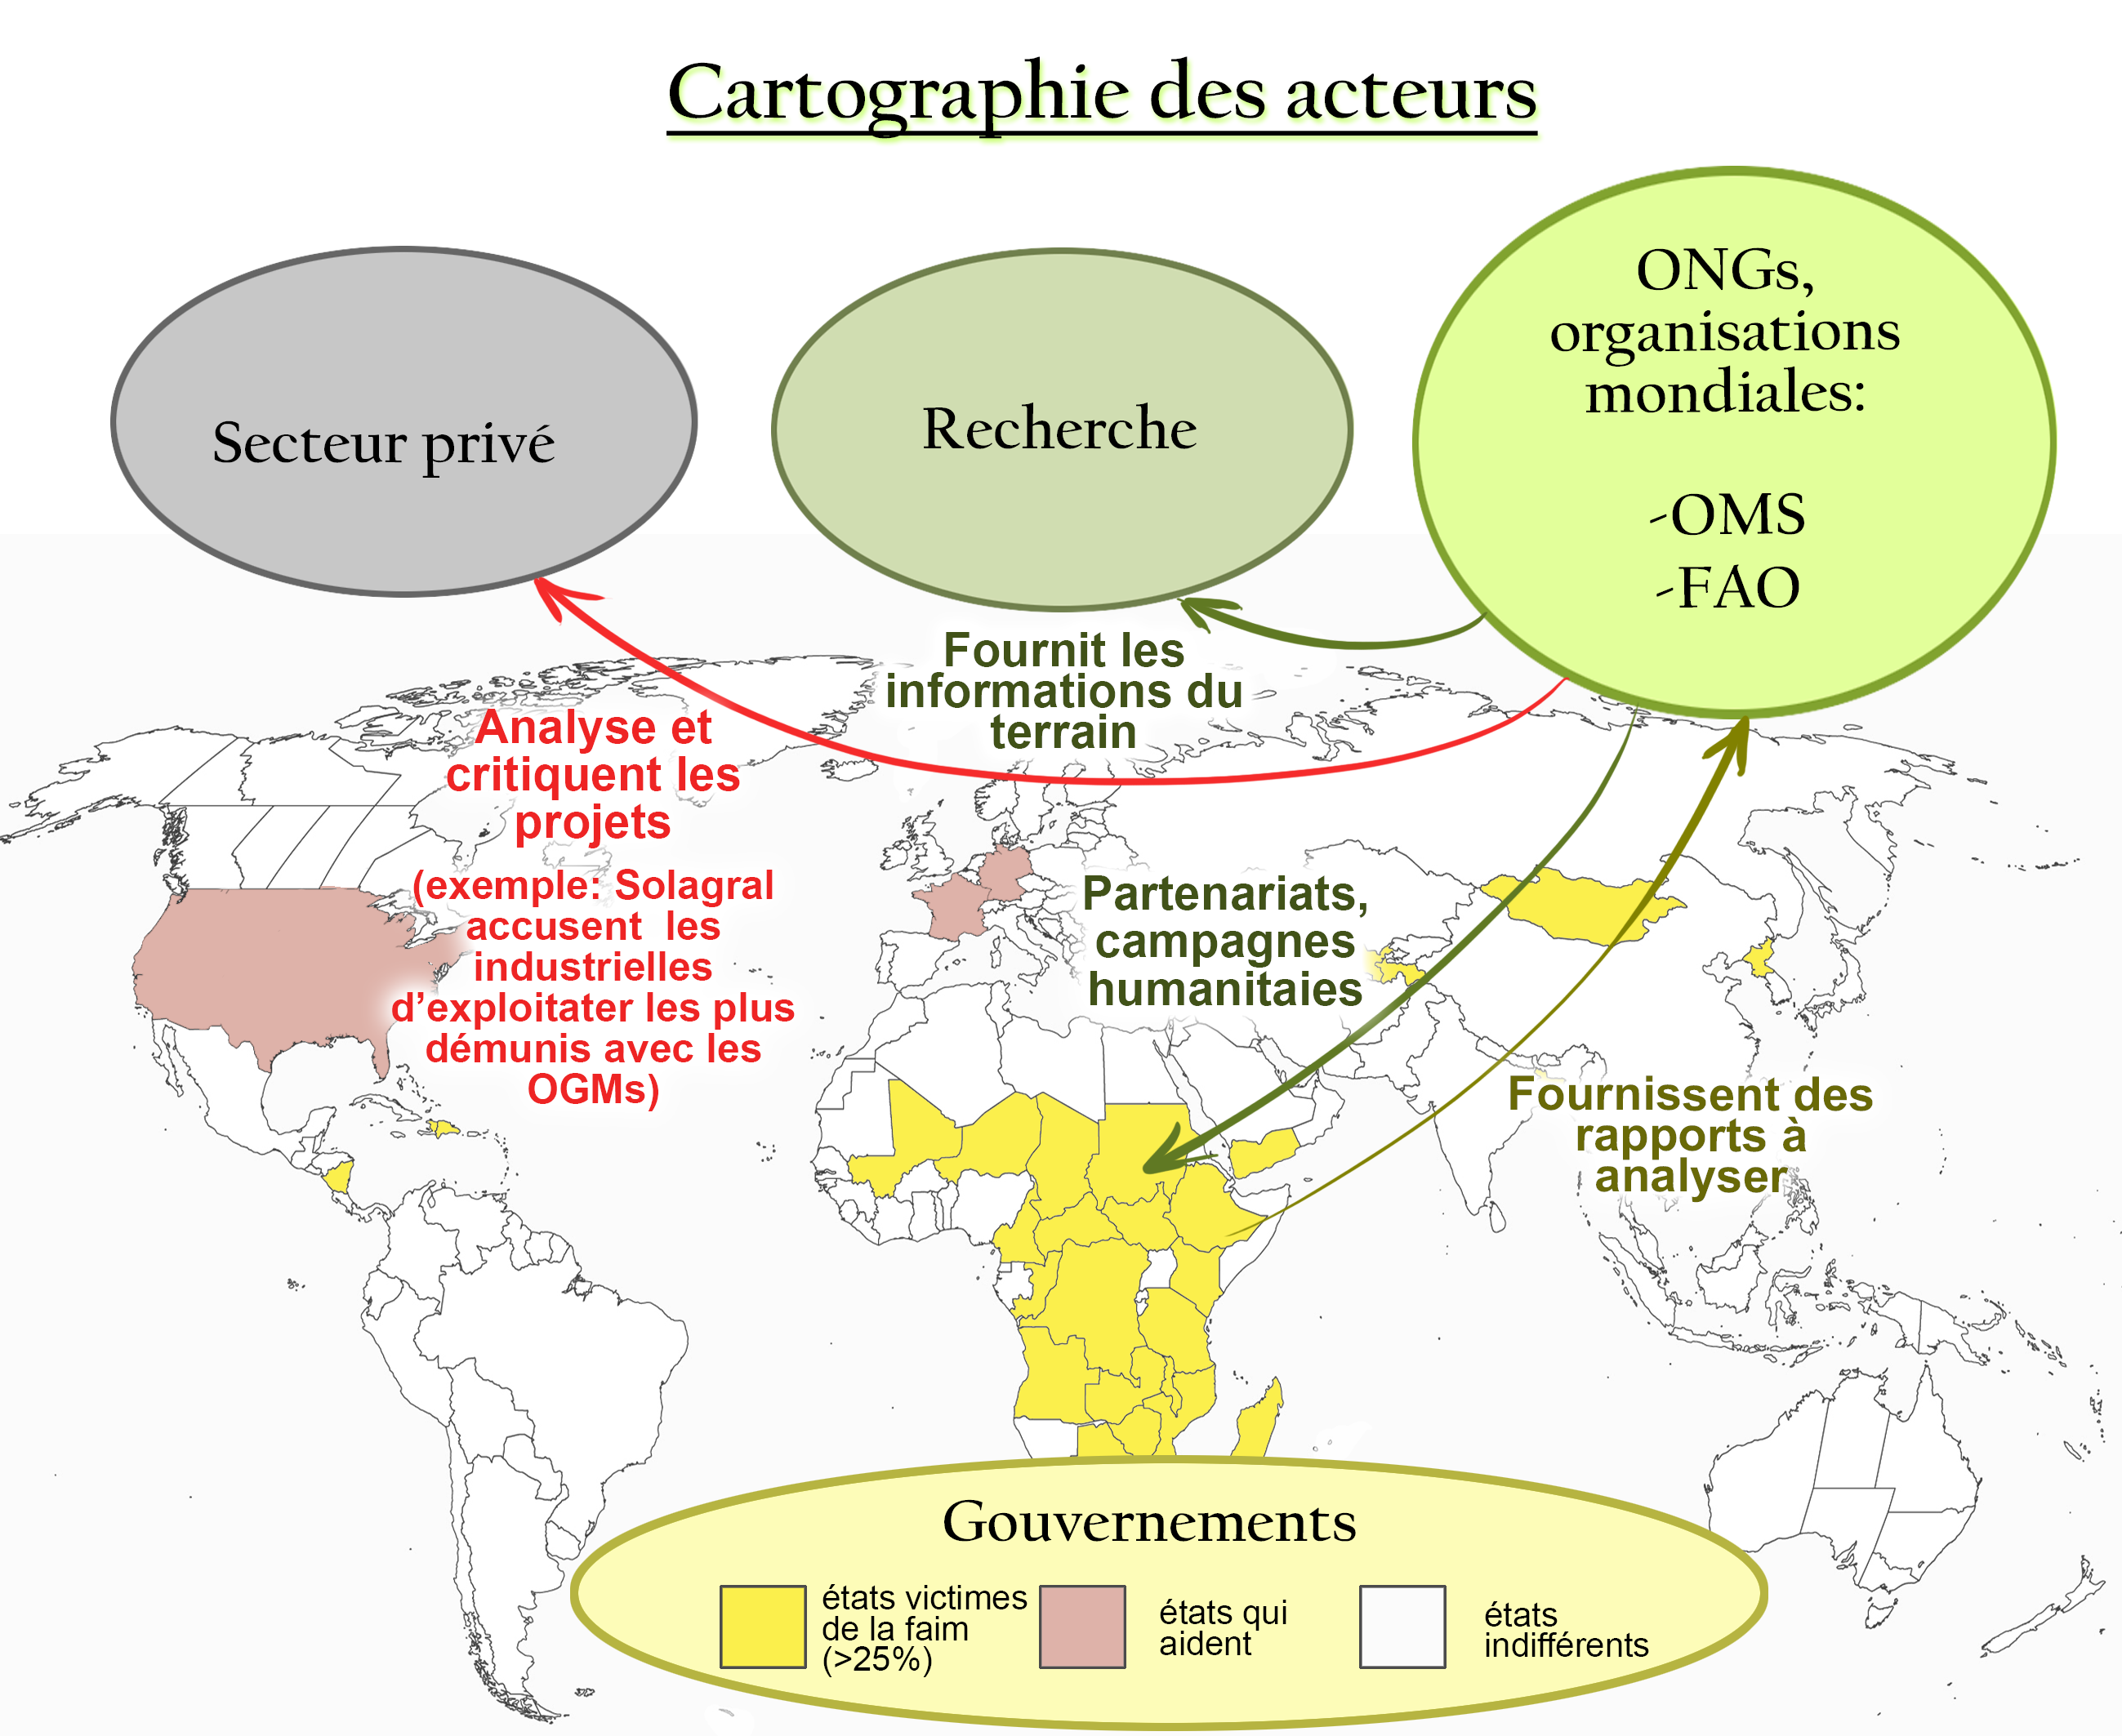 Cartographie des acteurs
Secteur privé
Recherche
ONGs,
organisations
mondiales:
-OMS
-FAO
Fournit les
informations du
terrain
Analyse et
critiquent les
projets
(exemple: Solagral
accusent les
industrielles
d'exploitater les plus
démunis avec les
OGMs)
Partenariats,
campagnes
humanitaies
Fournissent des
rapports à
analyser
Gouvernements
états victimes
de la faim
(>25%)
états qui
aident
états
indifférents